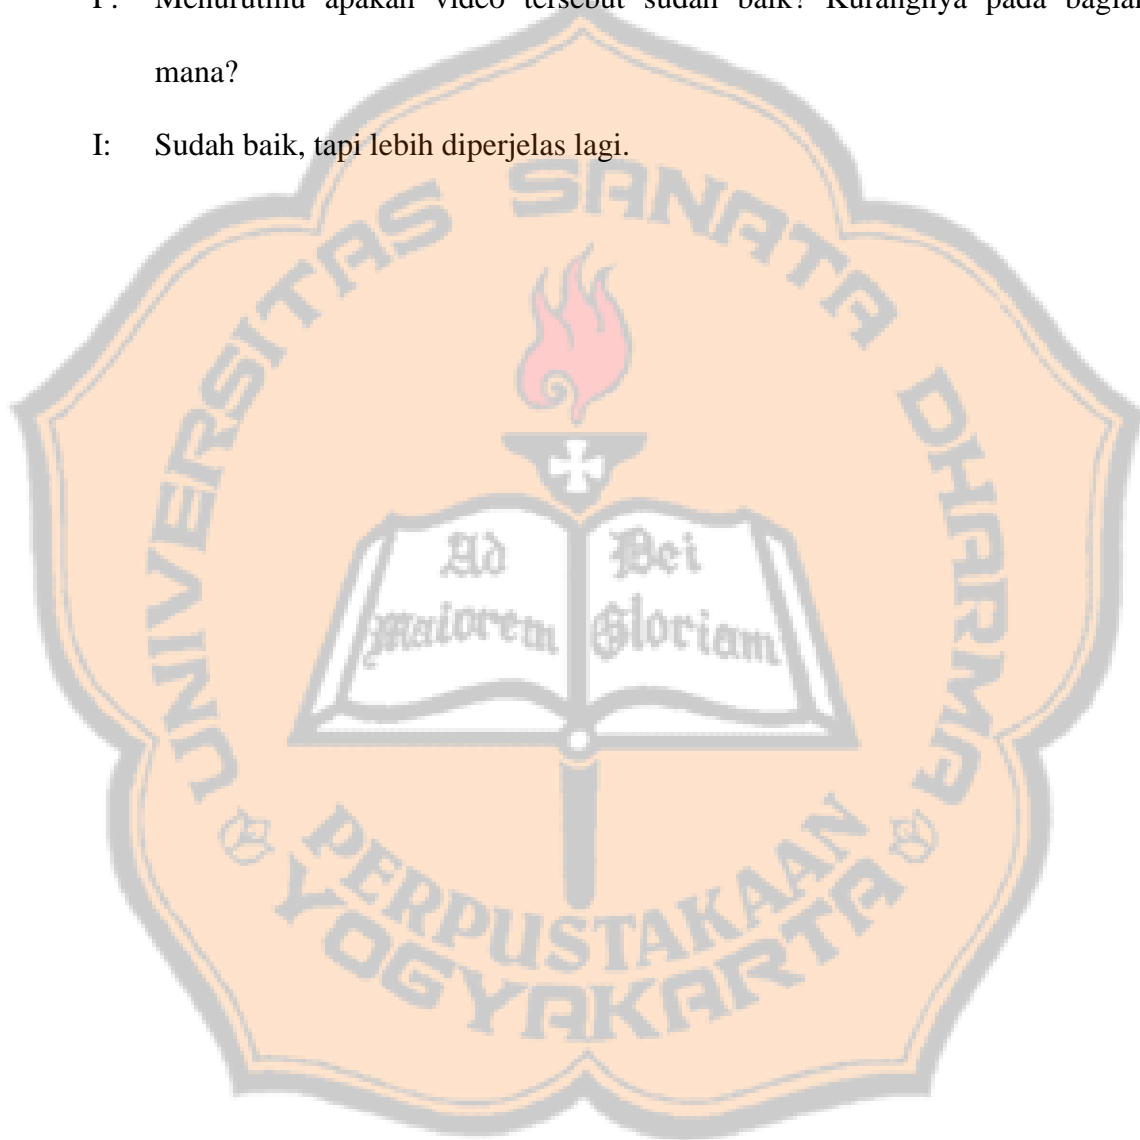 P: Menurutmu apakah video tersebut sudah baik? Kurangnya pada bagian
mana?
I: Sudah baik, tapi lebih diperjelas lagi.
UNIVERSITAS SANATA DHARMA
Ad Dei
Maiorem Gloriam
PERPUSTAKAAN
YOGYAKARTA